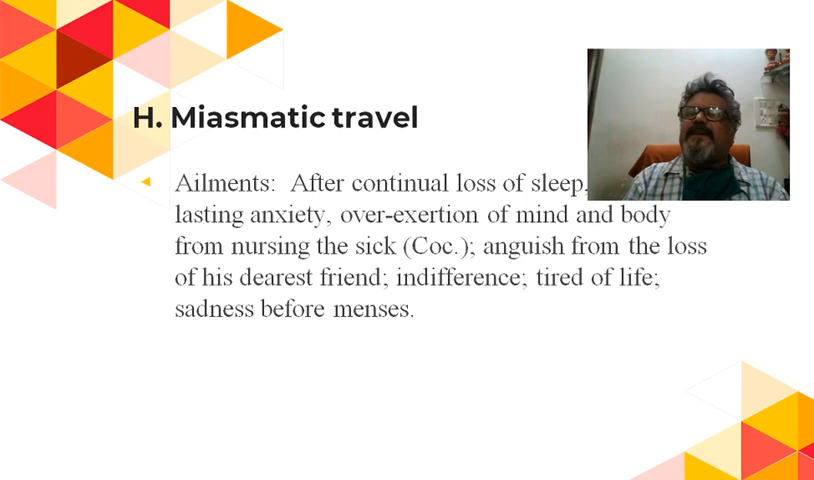 H. Miasmatic travel
Ailments: After continual loss of sleep,
lasting anxiety, over-exertion of mind and body
from nursing the sick (Coc.); anguish from the loss
of his dearest friend; indifference; tired of life;
sadness before menses.